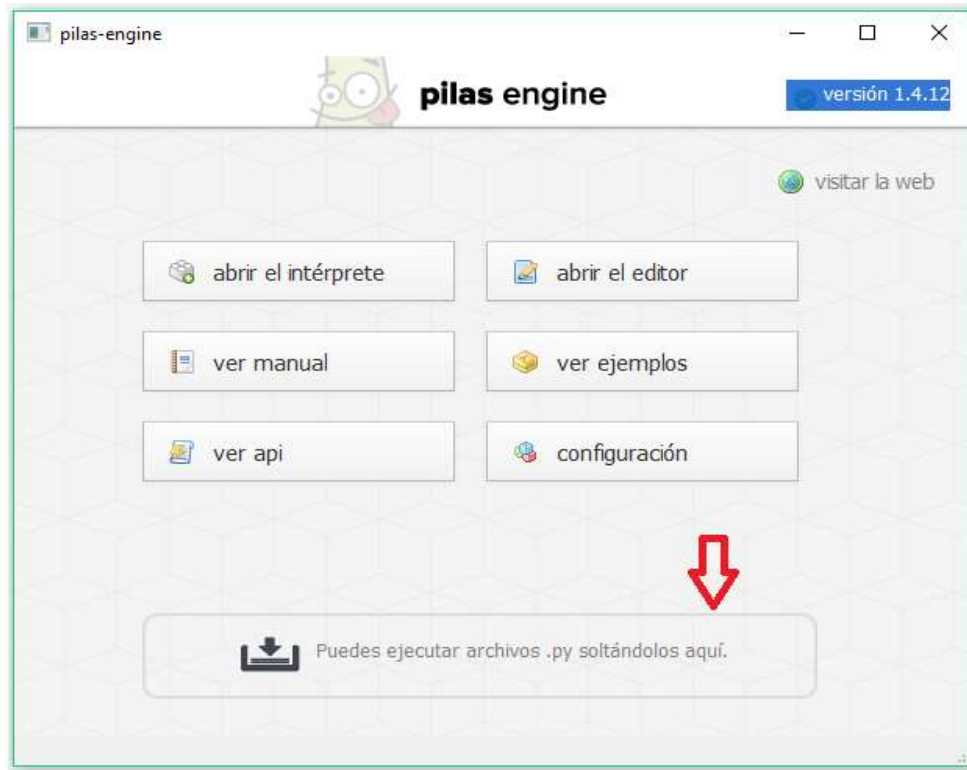 pilas-engine
pilas engine
versión 1.4.12
visitar la web
abrir el intérprete
abrir el editor
ver manual
ver ejemplos
ver api
configuración
Puedes ejecutar archivos .py soltándolos aquí.